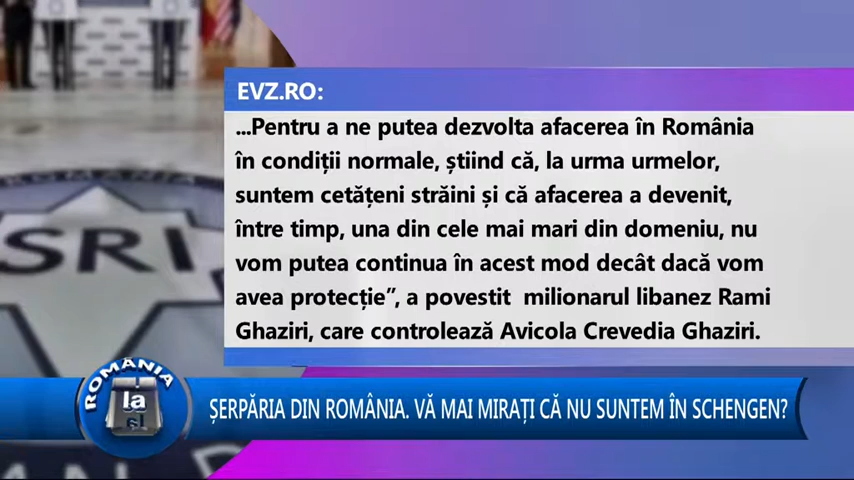 EVZ.RO:
...Pentru a ne putea dezvolta afacerea în România
în condiții normale, știind că, la urma urmelor,
suntem cetățeni străini și că afacerea a devenit,
între timp, una din cele mai mari din domeniu, nu
vom putea continua în acest mod decât dacă vom
avea protecție”, a povestit milionarul libanez Rami
Ghaziri, care controlează Avicola Crevedia Ghaziri.
ROMÂNIA
SRI
ROMÂNIA
la
ȘERPĂRIA DIN ROMÂNIA. VĂ MAI MIRAȚI CĂ NU SUNTEM ÎN SCHENGEN?